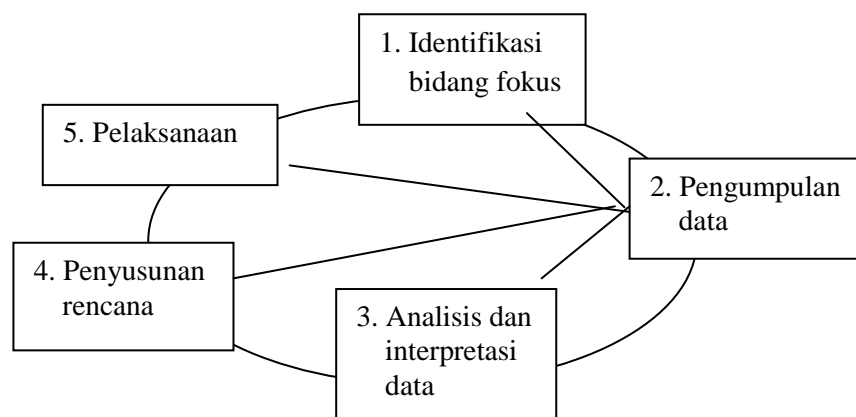 1. Identifikasi
bidang fokus
2. Pengumpulan
data
3. Analisis dan
interpretasi
data
4. Penyusunan
rencana
5. Pelaksanaan